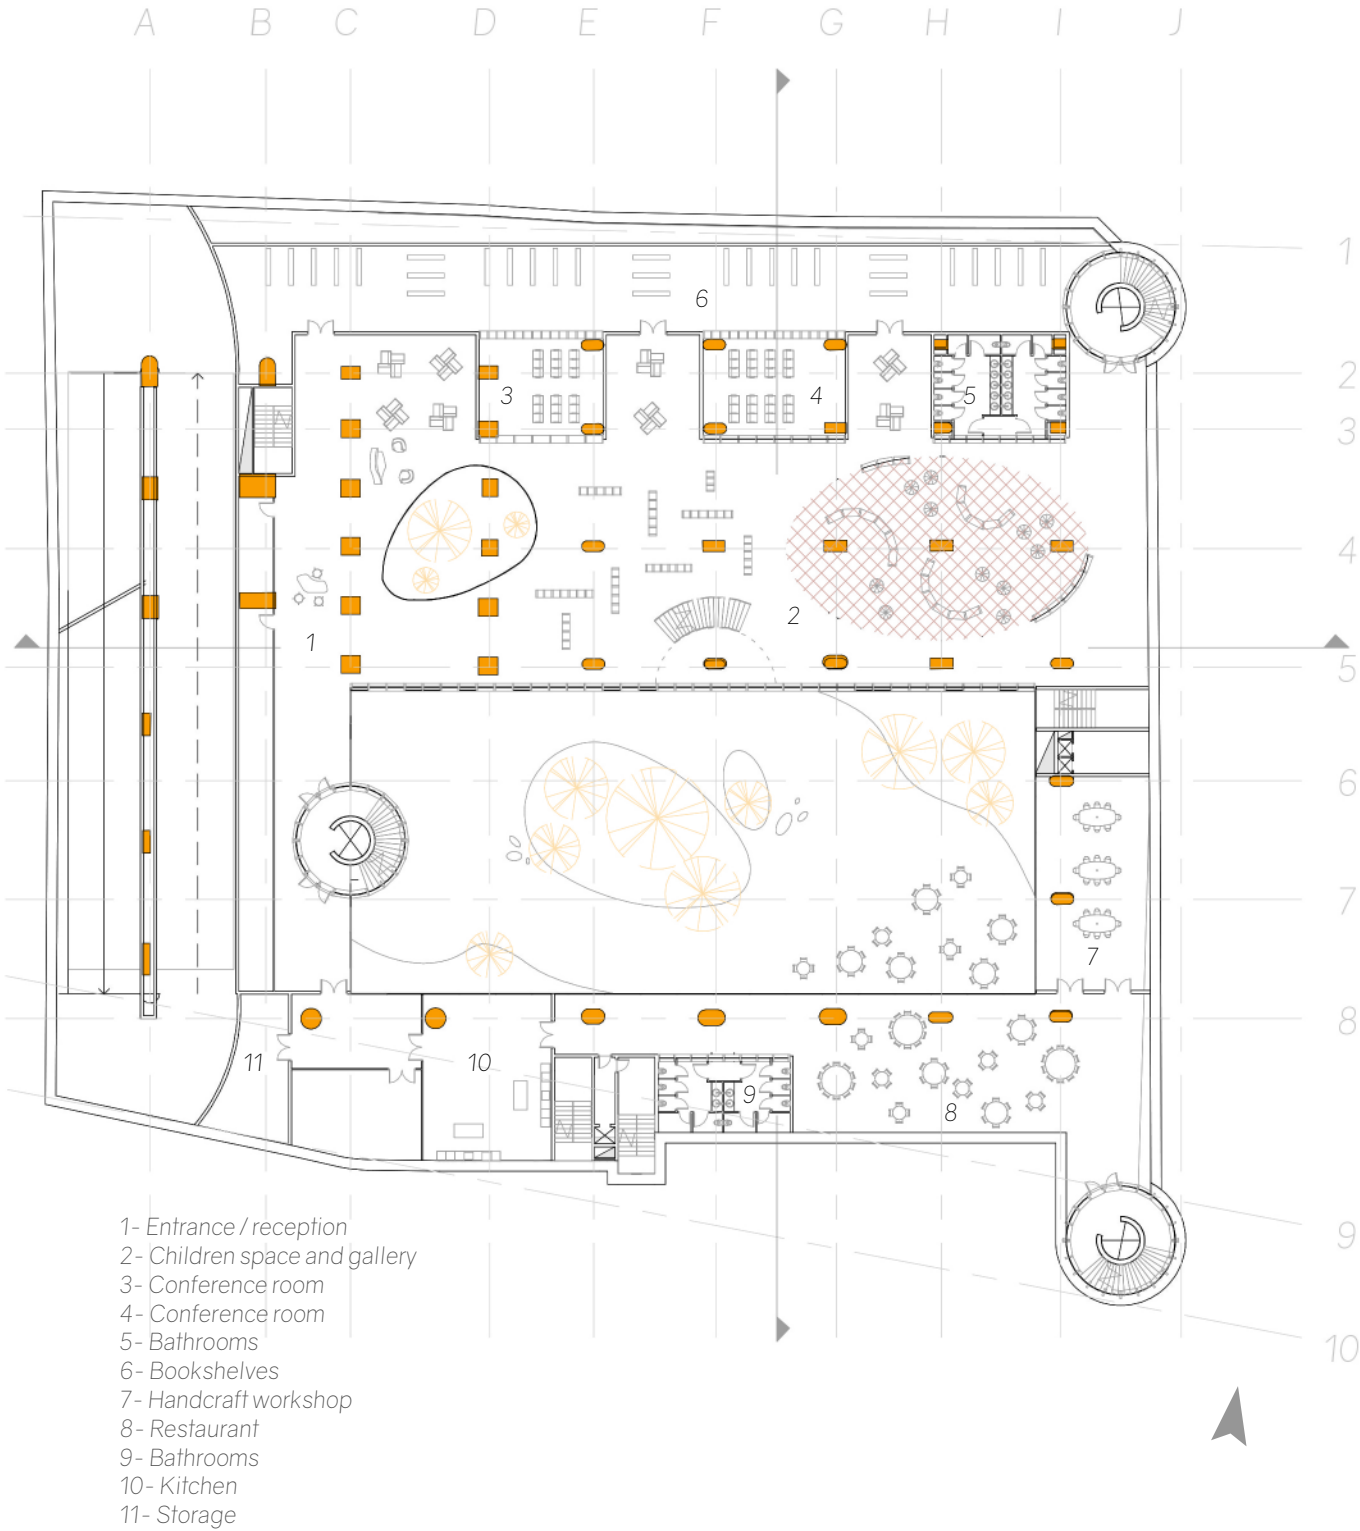 A B C D E F G H I J
1
6
2
3 4 5
3
4
2
1
5
6
7
7
8
11 10 9 8
9
10
1- Entrance / reception
2- Children space and gallery
3- Conference room
4- Conference room
5- Bathrooms
6- Bookshelves
7- Handcraft workshop
8- Restaurant
9- Bathrooms
10- Kitchen
11- Storage